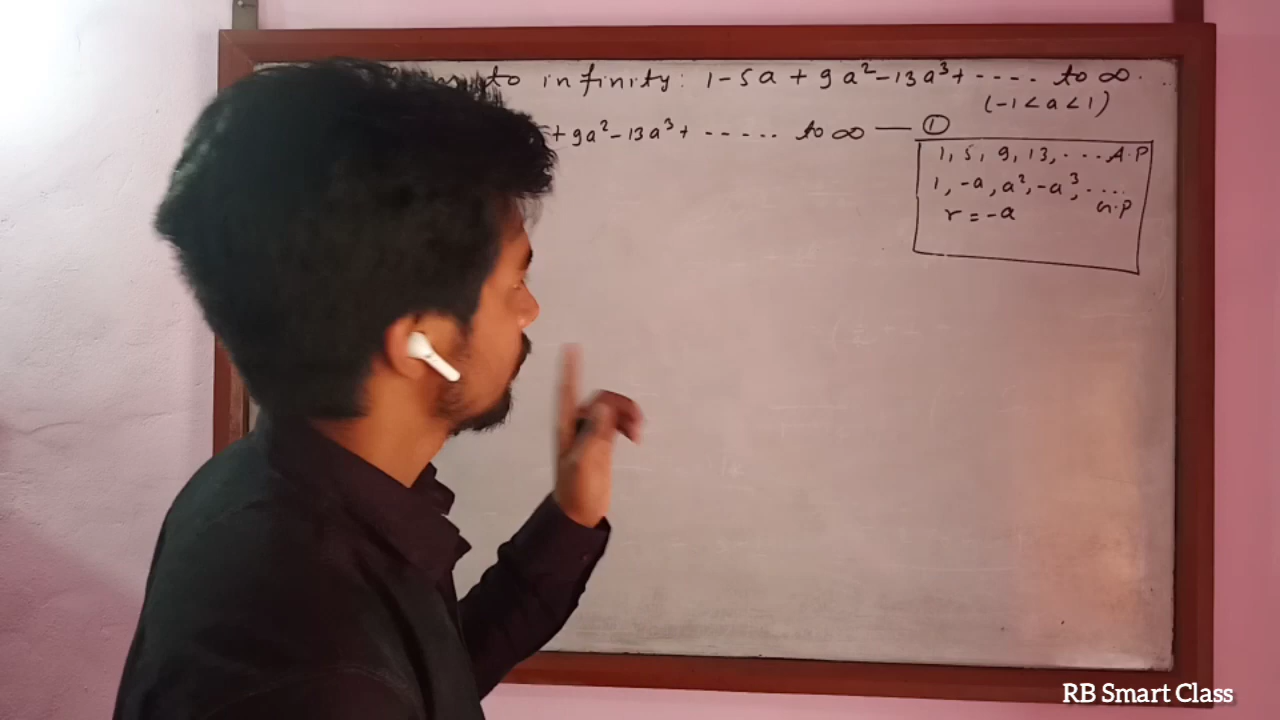 to infinity: 1-5a + 9a²-13a³+ ---- to ∞.
(-1<a<1)
+ 9a²-13a³+ ------ to ∞ — ①
1, 5, 9, 13, ... A.P
1, -a, a², -a³, ....
G.P
r = -a
RB Smart Class